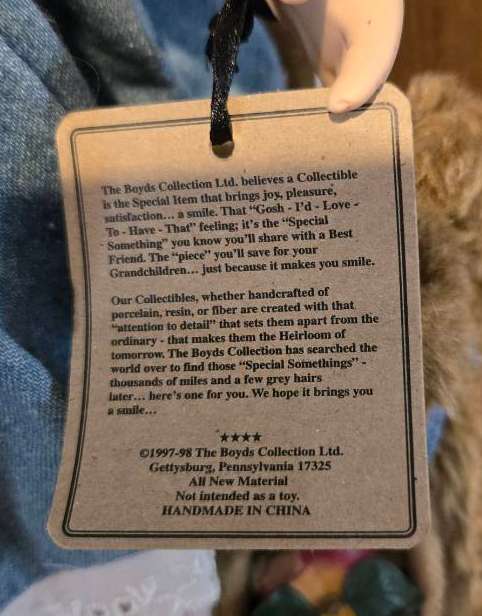 The Boyds Collection Ltd. believes a Collectible
is the Special Item that brings joy, pleasure,
satisfaction... a smile. That "Gosh - I'd - Love -
To - Have - That" feeling; it's the "Special
Something" you know you'll share with a Best
Friend. The "piece" you'll save for your
Grandchildren... just because it makes you smile.
Our Collectibles, whether handcrafted of
porcelain, resin, or fiber are created with that
"attention to detail" that sets them apart from the
ordinary - that makes them the Heirloom of
tomorrow. The Boyds Collection has searched the
world over to find those "Special Somethings" -
thousands of miles and a few grey hairs
later... here's one for you. We hope it brings you
a smile...
★★★★
©1997-98 The Boyds Collection Ltd.
Gettysburg, Pennsylvania 17325
All New Material
Not intended as a toy.
HANDMADE IN CHINA